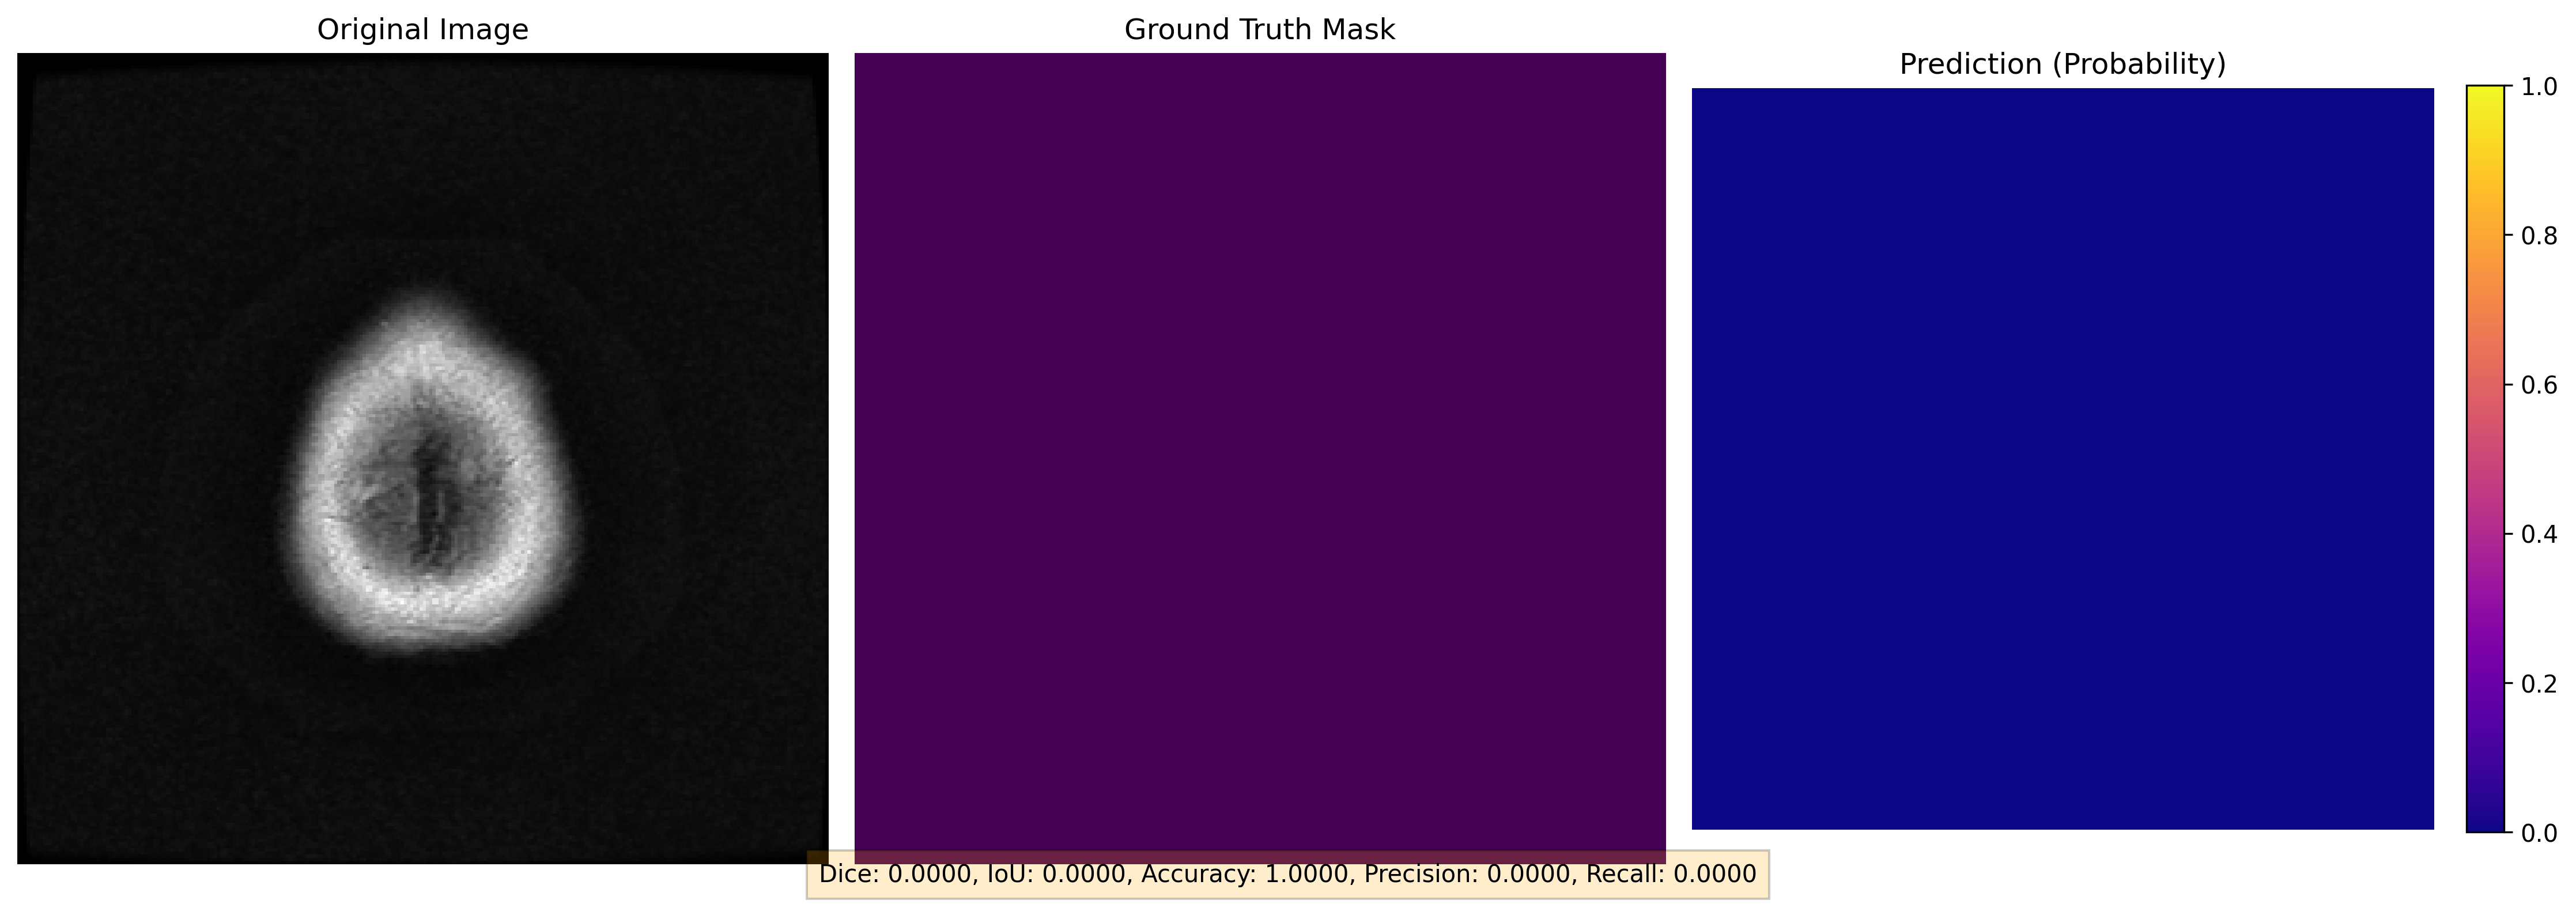 Original Image
Ground Truth Mask
Prediction (Probability)
1.0
0.8
0.6
0.4
0.2
0.0
Dice: 0.0000, IoU: 0.0000, Accuracy: 1.0000, Precision: 0.0000, Recall: 0.0000